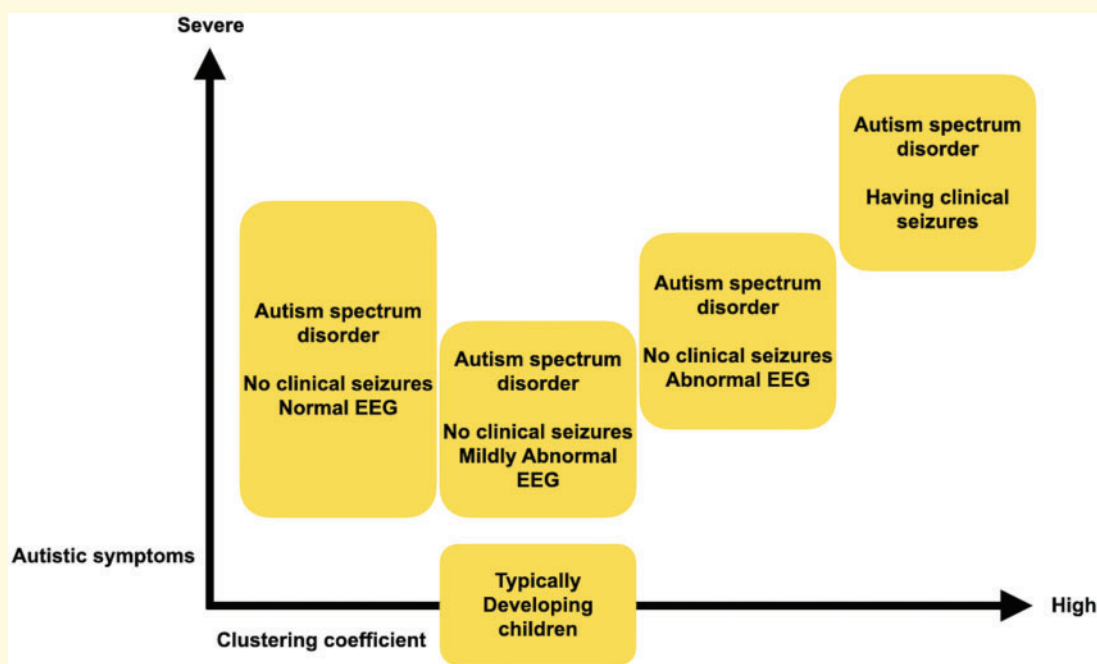 Severe
Autism spectrum
disorder
Having clinical
seizures
Autism spectrum
disorder
No clinical seizures
Normal EEG
Autism spectrum
disorder
No clinical seizures
Mildly Abnormal
EEG
Autism spectrum
disorder
No clinical seizures
Abnormal EEG
Autistic symptoms
Typically
Developing
children
High
Clustering coefficient